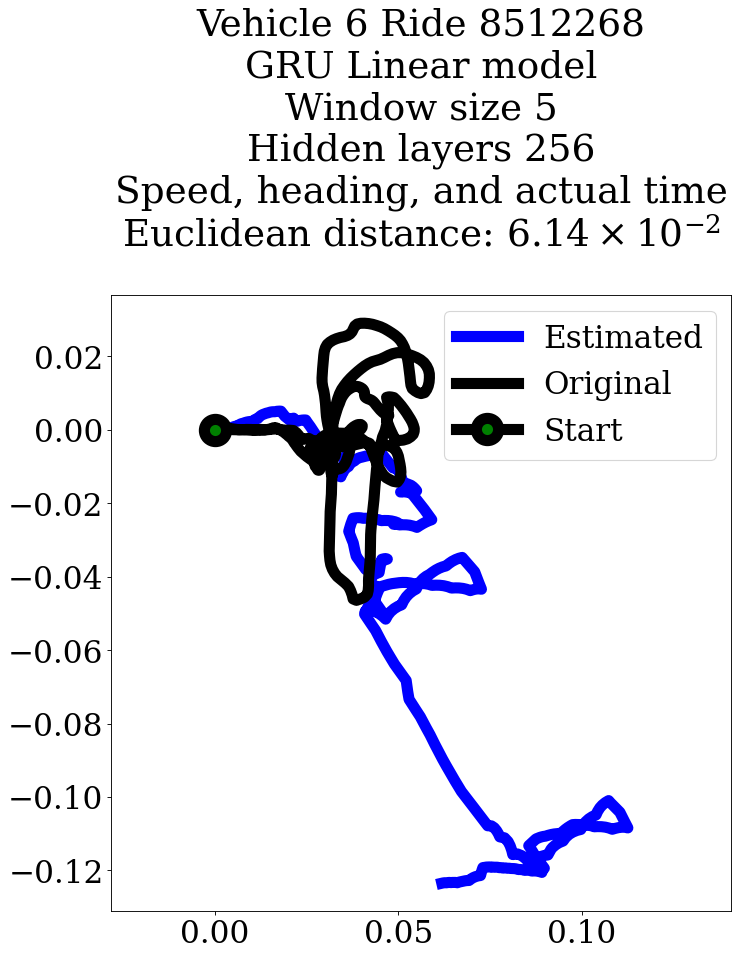 Vehicle 6 Ride 8512268
GRU Linear model
Window size 5
Hidden layers 256
Speed, heading, and actual time
Euclidean distance: 6.14 × 10⁻²
Estimated
Original
Start
0.02
0.00
−0.02
−0.04
−0.06
−0.08
−0.10
−0.12
0.00 0.05 0.10